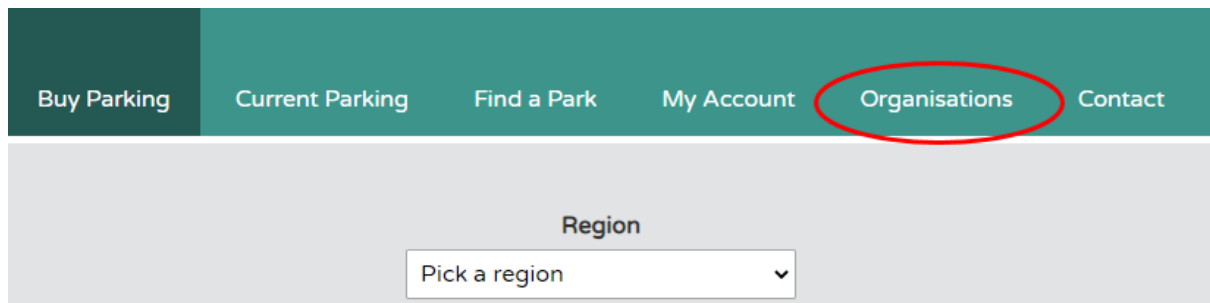 Buy Parking Current Parking Find a Park My Account Organisations Contact
Region
Pick a region